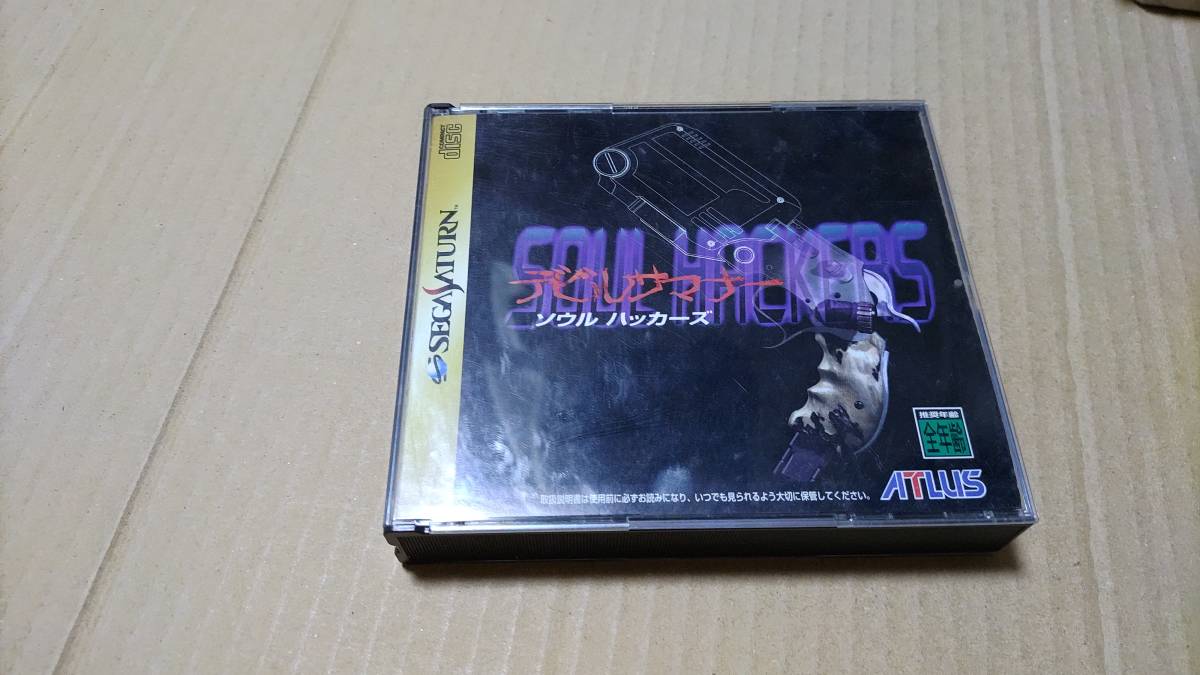 COMPACT
disc
SEGASATURN™
SOUL HACKERS
デビルサマナー
ソウル ハッカーズ
推奨年齢
全年齢
ATLUS
取扱説明書は使用前に必ずお読みになり、いつでも見られるよう大切に保管してください。